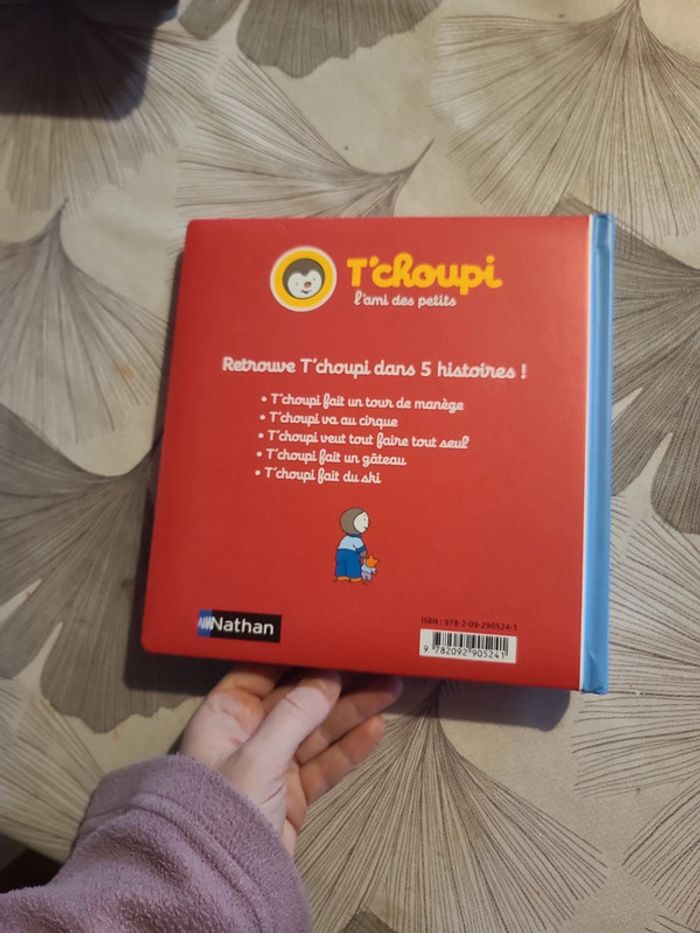 T'choupi
l'ami des petits
Retrouve T'choupi dans 5 histoires !
• T'choupi fait un tour de manège
• T'choupi va au cirque
• T'choupi veut tout faire tout seul
• T'choupi fait un gâteau
• T'choupi fait du ski
Nathan
ISBN : 978-2-09-290524-1
9 782092 905241